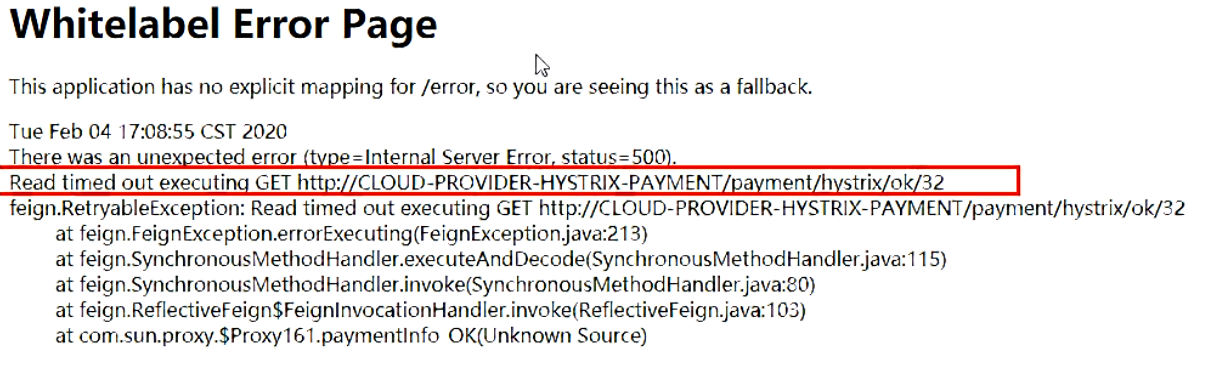 Whitelabel Error Page
This application has no explicit mapping for /error, so you are seeing this as a fallback.
Tue Feb 04 17:08:55 CST 2020
There was an unexpected error (type=Internal Server Error, status=500).
Read timed out executing GET http://CLOUD-PROVIDER-HYSTRIX-PAYMENT/payment/hystrix/ok/32
feign.RetryableException: Read timed out executing GET http://CLOUD-PROVIDER-HYSTRIX-PAYMENT/payment/hystrix/ok/32
at feign.FeignException.errorExecuting(FeignException.java:213)
at feign.SynchronousMethodHandler.executeAndDecode(SynchronousMethodHandler.java:115)
at feign.SynchronousMethodHandler.invoke(SynchronousMethodHandler.java:80)
at feign.ReflectiveFeign$FeignInvocationHandler.invoke(ReflectiveFeign.java:103)
at com.sun.proxy.$Proxy161.paymentInfo_OK(Unknown Source)